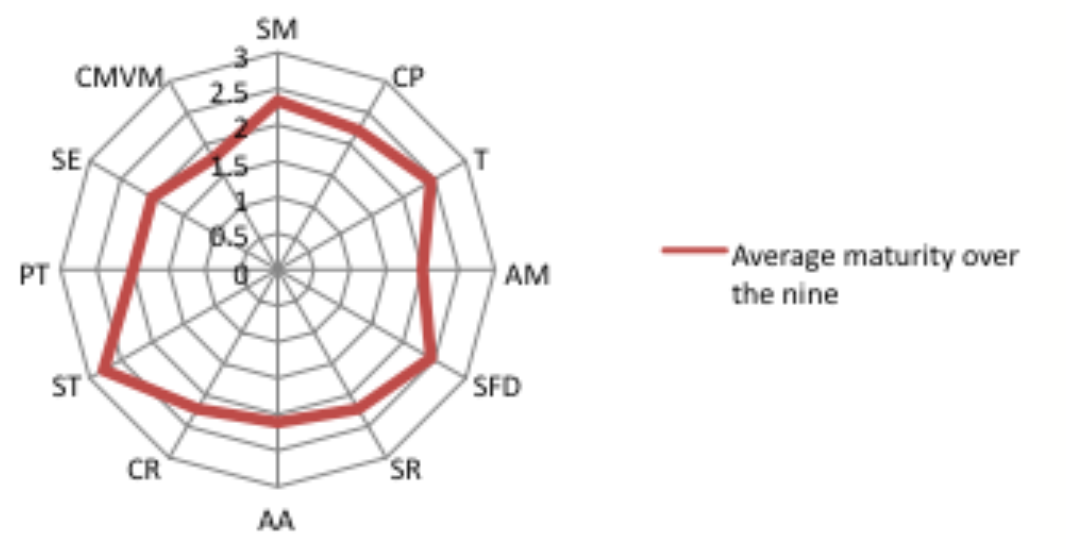 SM
CP
T
AM
SFD
SR
AA
CR
ST
PT
SE
CMVM
3
2.5
2
1.5
1
0.5
0
Average maturity over
the nine